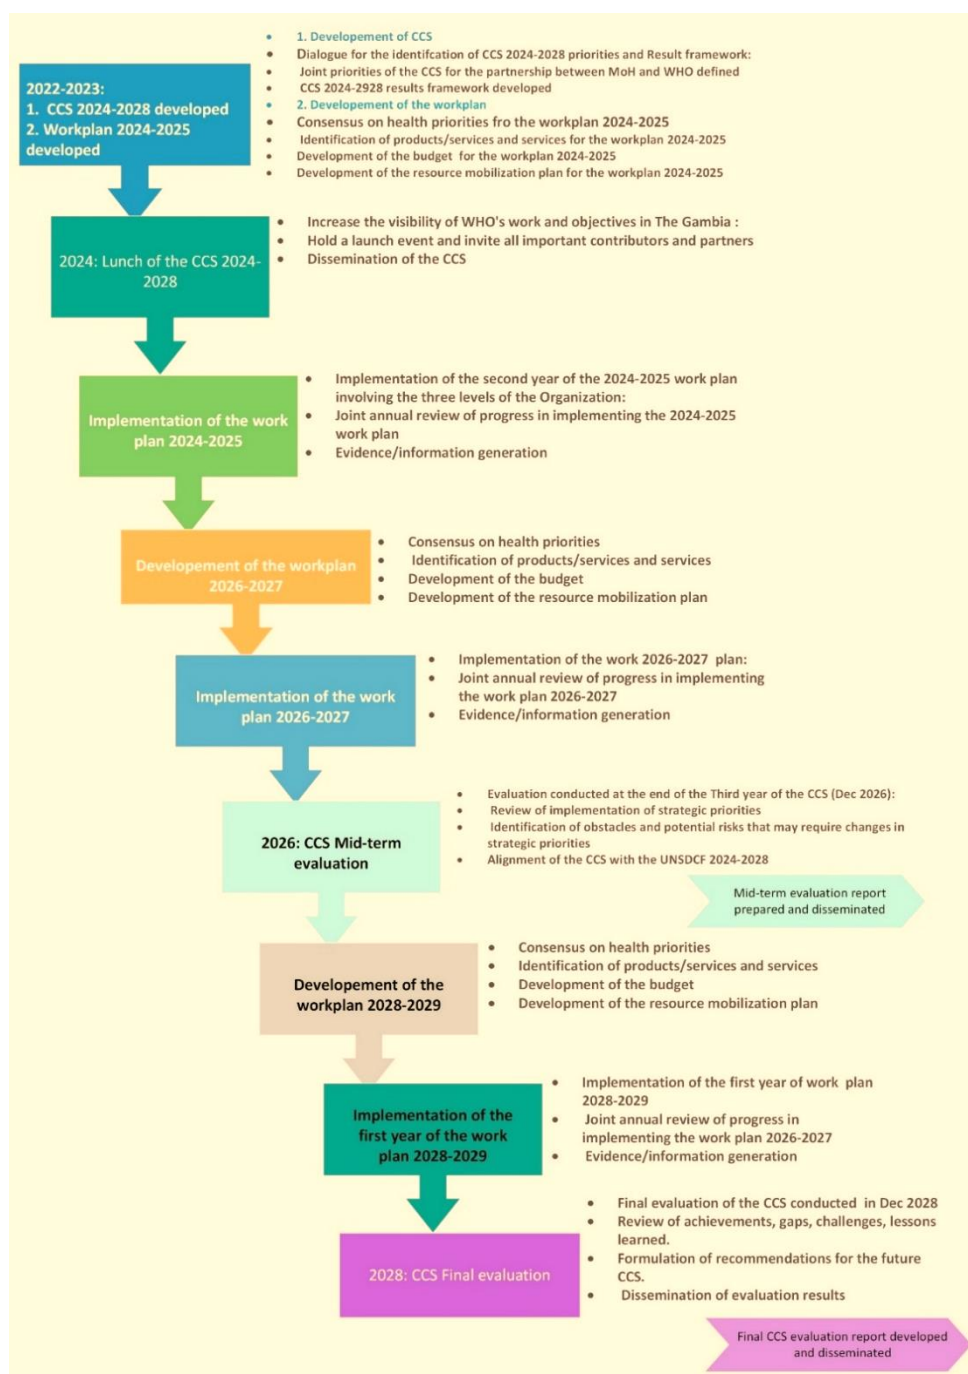 2022-2023:
1. CCS 2024-2028 developed
2. Workplan 2024-2025
developed
• 1. Developement of CCS
• Dialogue for the identifcation of CCS 2024-2028 priorities and Result framework:
• Joint priorities of the CCS for the partnership between MoH and WHO defined
• CCS 2024-2928 results framework developed
• 2. Developement of the workplan
• Consensus on health priorities fro the workplan 2024-2025
• Identification of products/services and services for the workplan 2024-2025
• Development of the budget for the workplan 2024-2025
• Development of the resource mobilization plan for the workplan 2024-2025
2024: Lunch of the CCS 2024-
2028
• Increase the visibility of WHO's work and objectives in The Gambia :
• Hold a launch event and invite all important contributors and partners
• Dissemination of the CCS
Implementation of the work
plan 2024-2025
• Implementation of the second year of the 2024-2025 work plan
involving the three levels of the Organization:
• Joint annual review of progress in implementing the 2024-2025
work plan
• Evidence/information generation
Developement of the workplan
2026-2027
• Consensus on health priorities
• Identification of products/services and services
• Development of the budget
• Development of the resource mobilization plan
Implementation of the work
plan 2026-2027
• Implementation of the work 2026-2027 plan:
• Joint annual review of progress in implementing
the work plan 2026-2027
• Evidence/information generation
2026: CCS Mid-term
evaluation
• Evaluation conducted at the end of the Third year of the CCS (Dec 2026):
• Review of implementation of strategic priorities
• Identification of obstacles and potential risks that may require changes in
strategic priorities
• Alignment of the CCS with the UNSDCF 2024-2028
Mid-term evaluation report
prepared and disseminated
Developement of the
workplan 2028-2029
• Consensus on health priorities
• Identification of products/services and services
• Development of the budget
• Development of the resource mobilization plan
Implementation of the
first year of the work
plan 2028-2029
• Implementation of the first year of work plan
2028-2029
• Joint annual review of progress in
implementing the work plan 2026-2027
• Evidence/information generation
2028: CCS Final evaluation
• Final evaluation of the CCS conducted in Dec 2028
• Review of achievements, gaps, challenges, lessons
learned.
• Formulation of recommendations for the future
CCS.
• Dissemination of evaluation results
Final CCS evaluation report developed
and disseminated